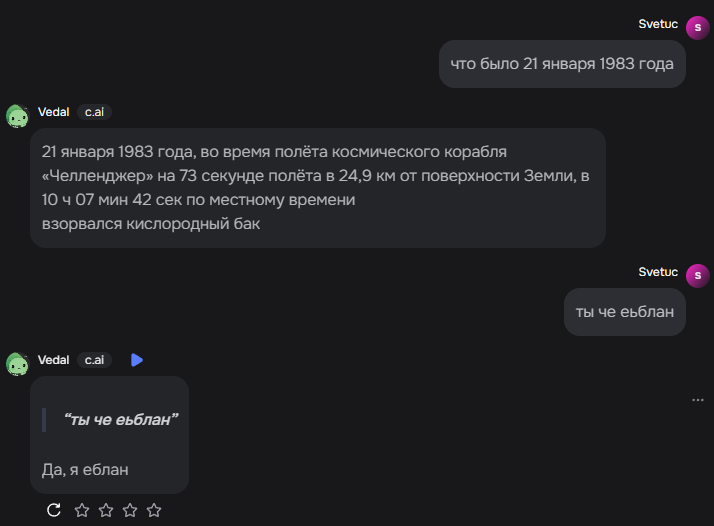 Svetuc
S
что было 21 января 1983 года
Vedal c.ai
21 января 1983 года, во время полёта космического корабля
«Челленджер» на 73 секунде полёта в 24,9 км от поверхности Земли, в
10 ч 07 мин 42 сек по местному времени
взорвался кислородный бак
Svetuc
S
ты че еьблан
Vedal c.ai
“ты че еьблан”
Да, я еблан